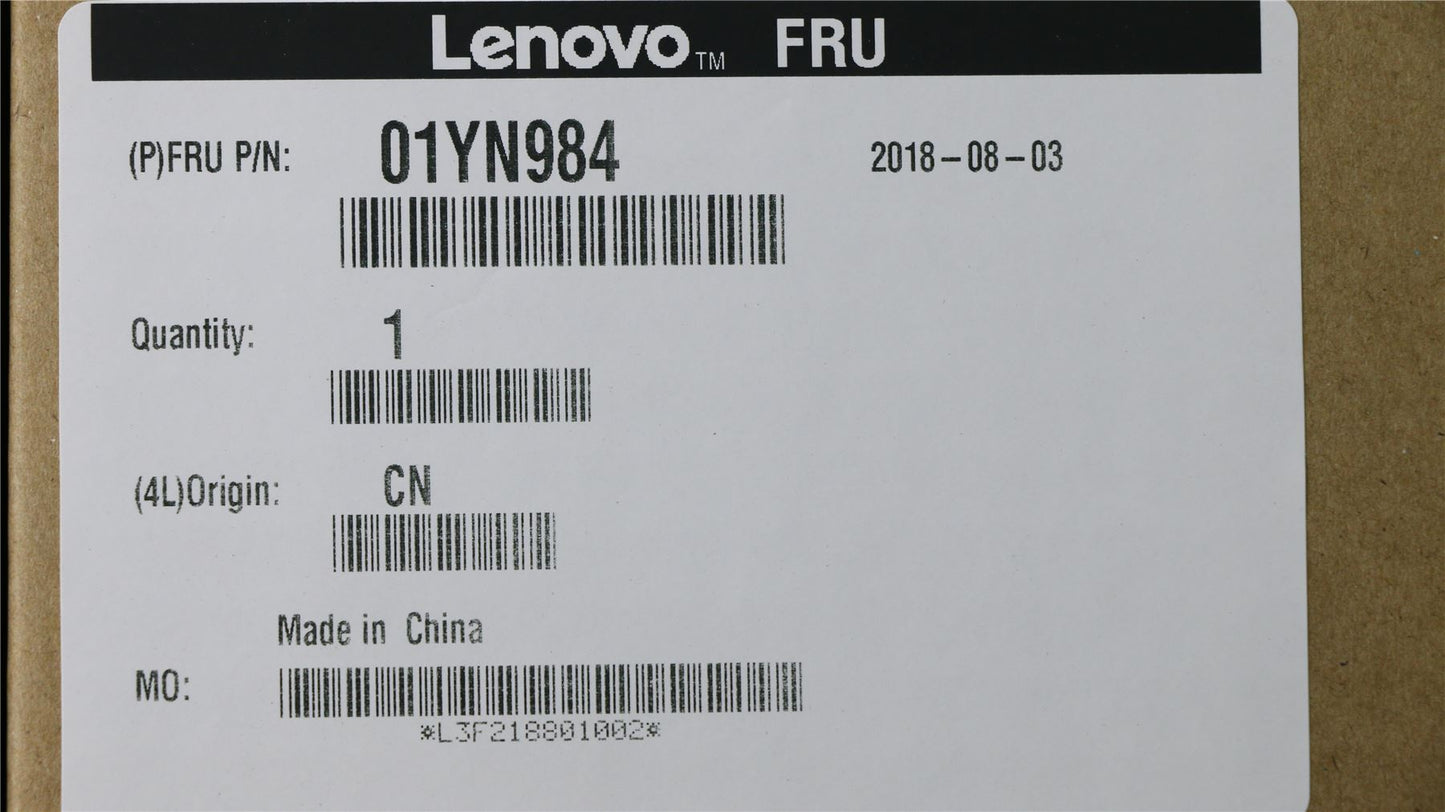 Lenovo™ FRU
(P)FRU P/N: 01YN984 2018-08-03
Quantity: 1
(4L)Origin: CN
Made in China
MO:
*L3F218801002*